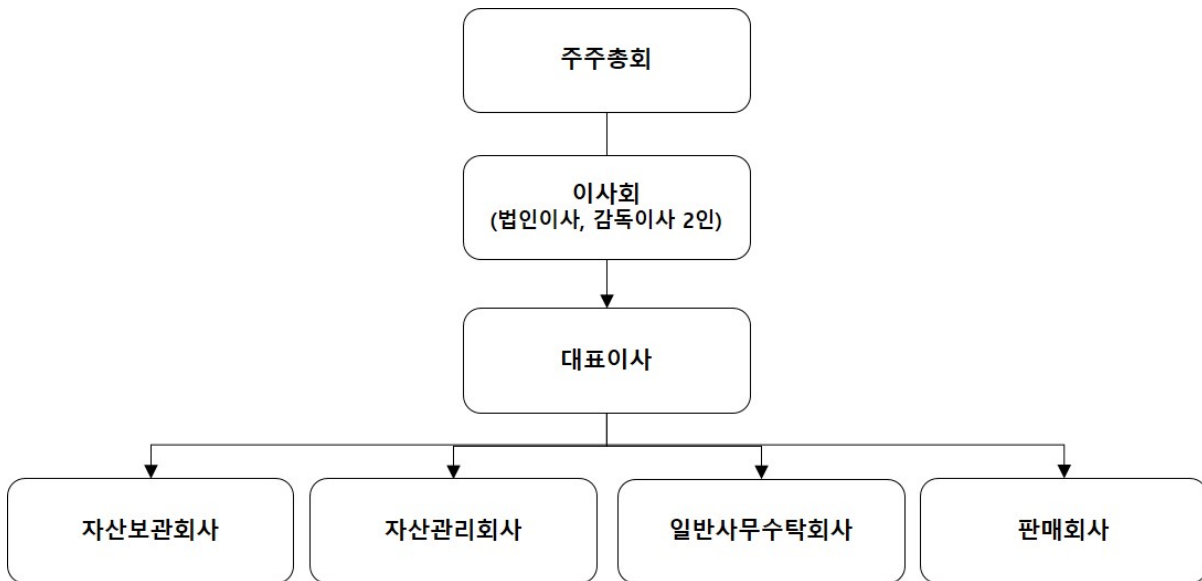 주주총회
이사회
(법인이사, 감독이사 2인)
대표이사
자산보관회사
자산관리회사
일반사무수탁회사
판매회사